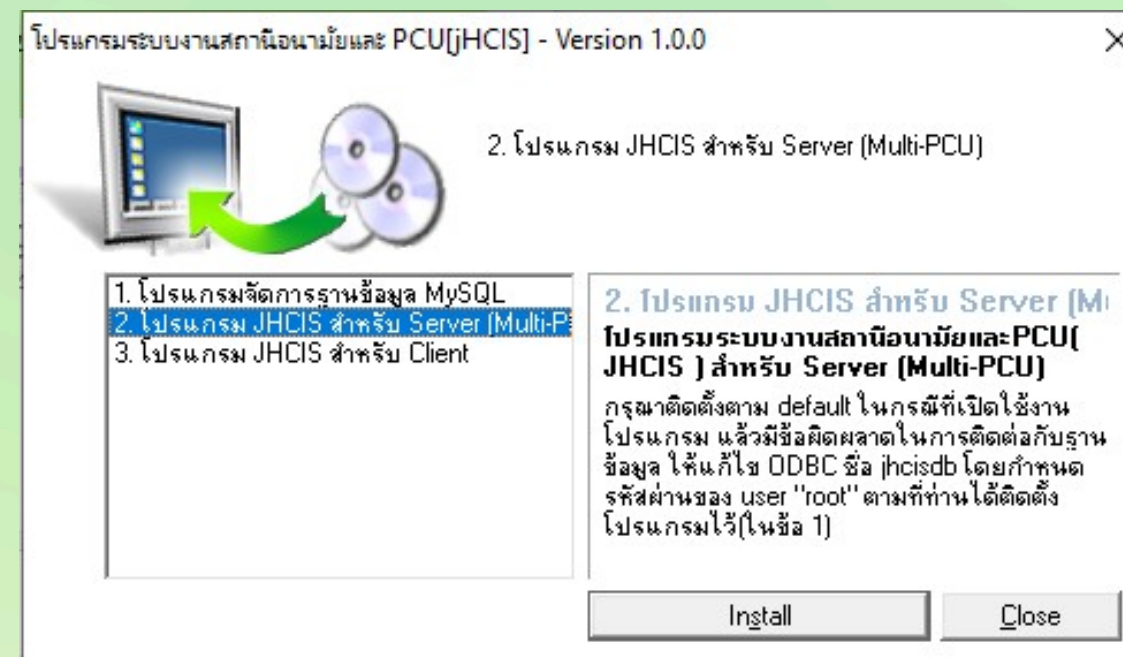 โปรแกรมระบบงานสถานีอนามัยและ PCU[jHCIS] - Version 1.0.0
2. โปรแกรม JHCIS สำหรับ Server (Multi-PCU)
1. โปรแกรมจัดการฐานข้อมูล MySQL
2. โปรแกรม JHCIS สำหรับ Server (Multi-P
3. โปรแกรม JHCIS สำหรับ Client
2. โปรแกรม JHCIS สำหรับ Server (M
โปรแกรมระบบงานสถานีอนามัยและPCU(
JHCIS ) สำหรับ Server (Multi-PCU)
กรุณาติดตั้งตาม default ในกรณีที่เปิดใช้งาน
โปรแกรม แล้วมีข้อผิดผลาดในการติดต่อกับฐาน
ข้อมูล ให้แก้ไข ODBC ชื่อ jhcisdb โดยกำหนด
รหัสผ่านของ user "root" ตามที่ท่านได้ติดตั้ง
โปรแกรมไว้(ในข้อ 1)
Install
Close